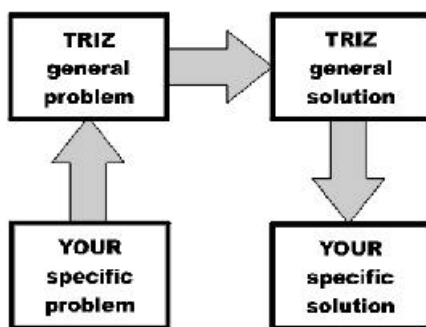 TRIZ
general
problem
TRIZ
general
solution
YOUR
specific
problem
YOUR
specific
solution